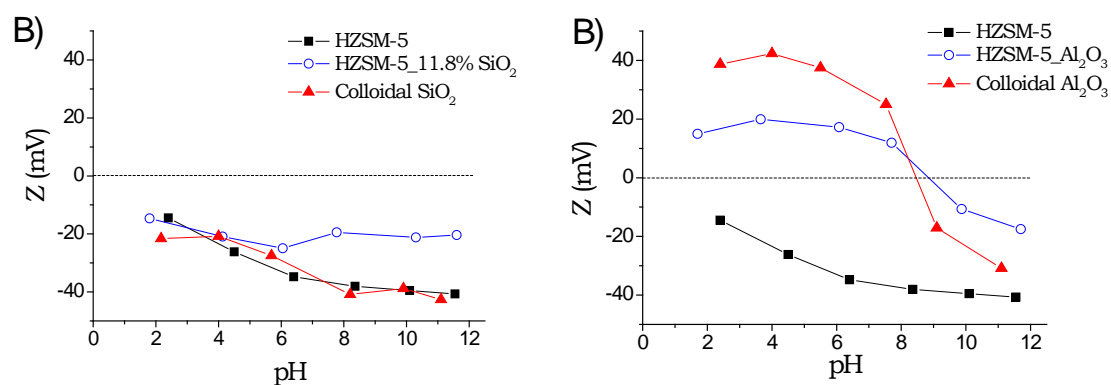 B)
HZSM-5
HZSM-5_11.8% SiO₂
Colloidal SiO₂
Z (mV)
40
20
0
-20
-40
0 2 4 6 8 10 12
pH
B)
HZSM-5
HZSM-5_Al₂O₃
Colloidal Al₂O₃
Z (mV)
40
20
0
-20
-40
0 2 4 6 8 10 12
pH